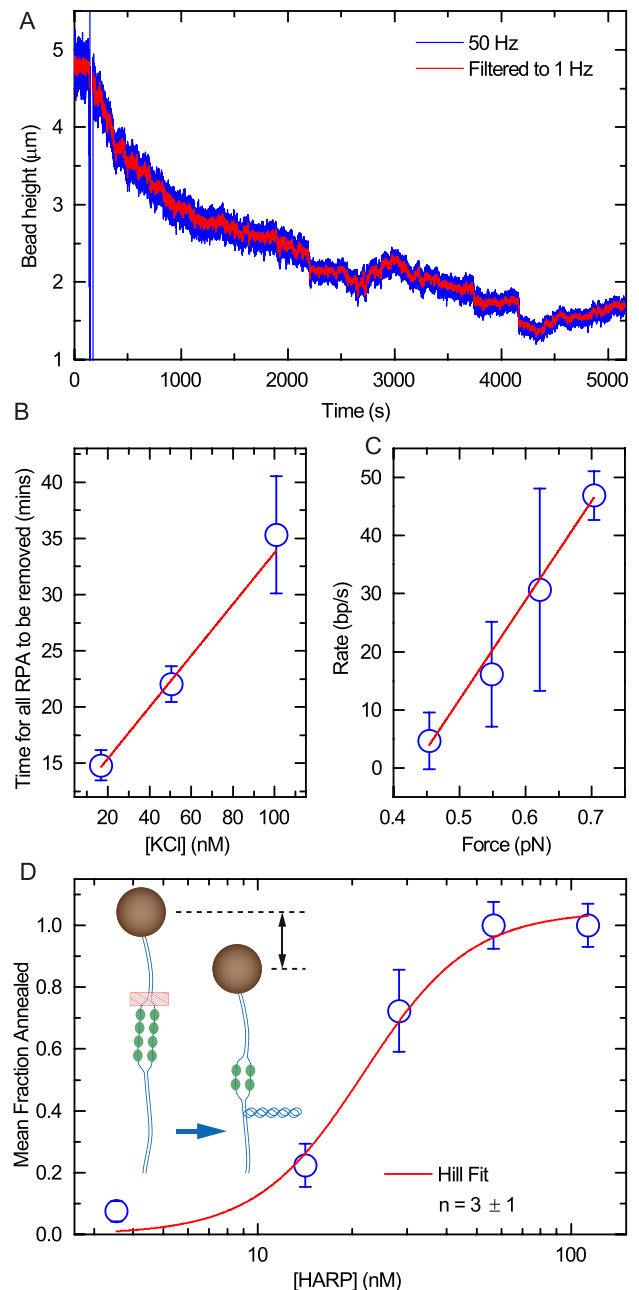 A
50 Hz
Filtered to 1 Hz
5
4
3
2
1
Bead height (μm)
0 1000 2000 3000 4000 5000
Time (s)
B
40
35
30
25
20
15
Time for all RPA to be removed (mins)
20 40 60 80 100
[KCl] (nM)
C
50
40
30
20
10
0
Rate (bp/s)
0.4 0.5 0.6 0.7
Force (pN)
D
1.0
0.8
0.6
0.4
0.2
0.0
Mean Fraction Annealed
Hill Fit
n = 3 ± 1
10 100
[HARP] (nM)